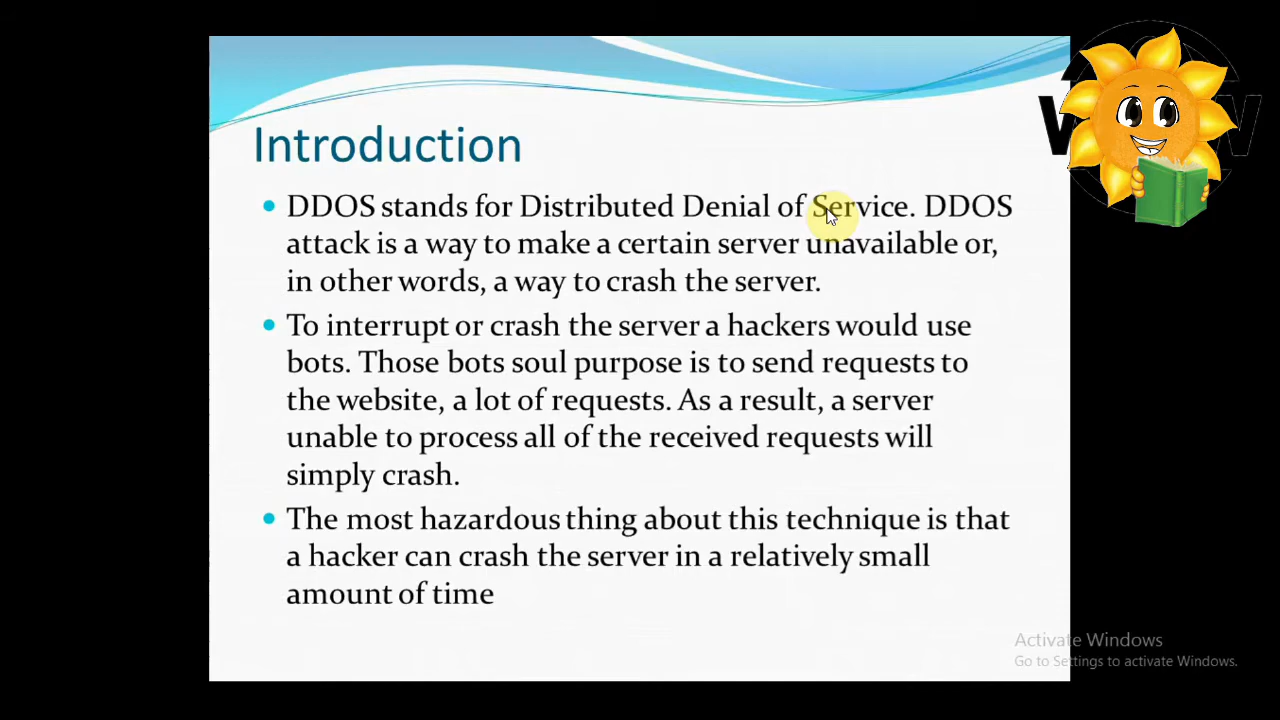 Introduction
• DDOS stands for Distributed Denial of Service. DDOS
attack is a way to make a certain server unavailable or,
in other words, a way to crash the server.
• To interrupt or crash the server a hackers would use
bots. Those bots soul purpose is to send requests to
the website, a lot of requests. As a result, a server
unable to process all of the received requests will
simply crash.
• The most hazardous thing about this technique is that
a hacker can crash the server in a relatively small
amount of time
Activate Windows
Go to Settings to activate Windows.